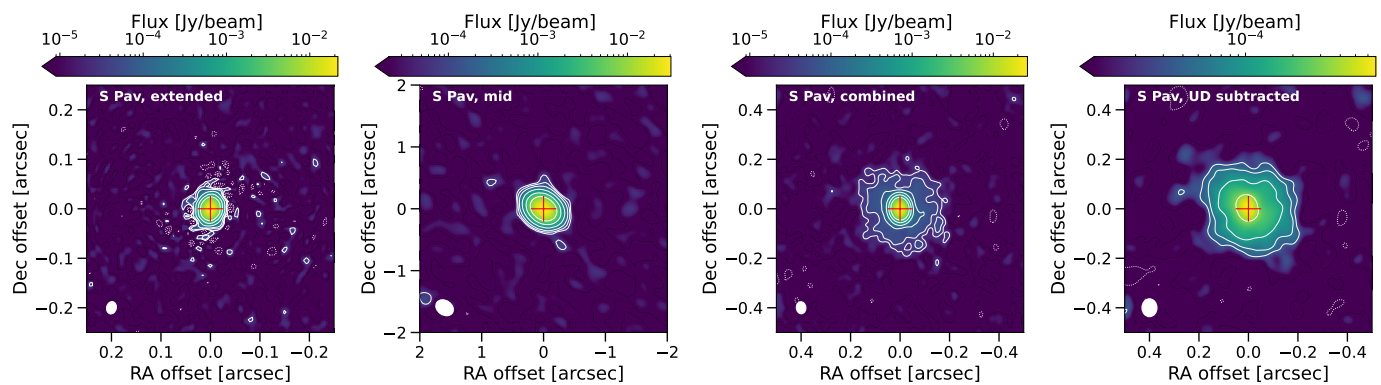 Flux [Jy/beam]
10⁻⁵ 10⁻⁴ 10⁻³ 10⁻²
S Pav, extended
Dec offset [arcsec]
0.2
0.1
0.0
−0.1
−0.2
0.2 0.1 0.0 −0.1 −0.2
RA offset [arcsec]
Flux [Jy/beam]
10⁻⁴ 10⁻³ 10⁻²
S Pav, mid
Dec offset [arcsec]
2
1
0
−1
−2
2 1 0 −1 −2
RA offset [arcsec]
Flux [Jy/beam]
10⁻⁵ 10⁻⁴ 10⁻³ 10⁻²
S Pav, combined
Dec offset [arcsec]
0.4
0.2
0.0
−0.2
−0.4
0.4 0.2 0.0 −0.2 −0.4
RA offset [arcsec]
Flux [Jy/beam]
10⁻⁴
S Pav, UD subtracted
Dec offset [arcsec]
0.4
0.2
0.0
−0.2
−0.4
0.4 0.2 0.0 −0.2 −0.4
RA offset [arcsec]